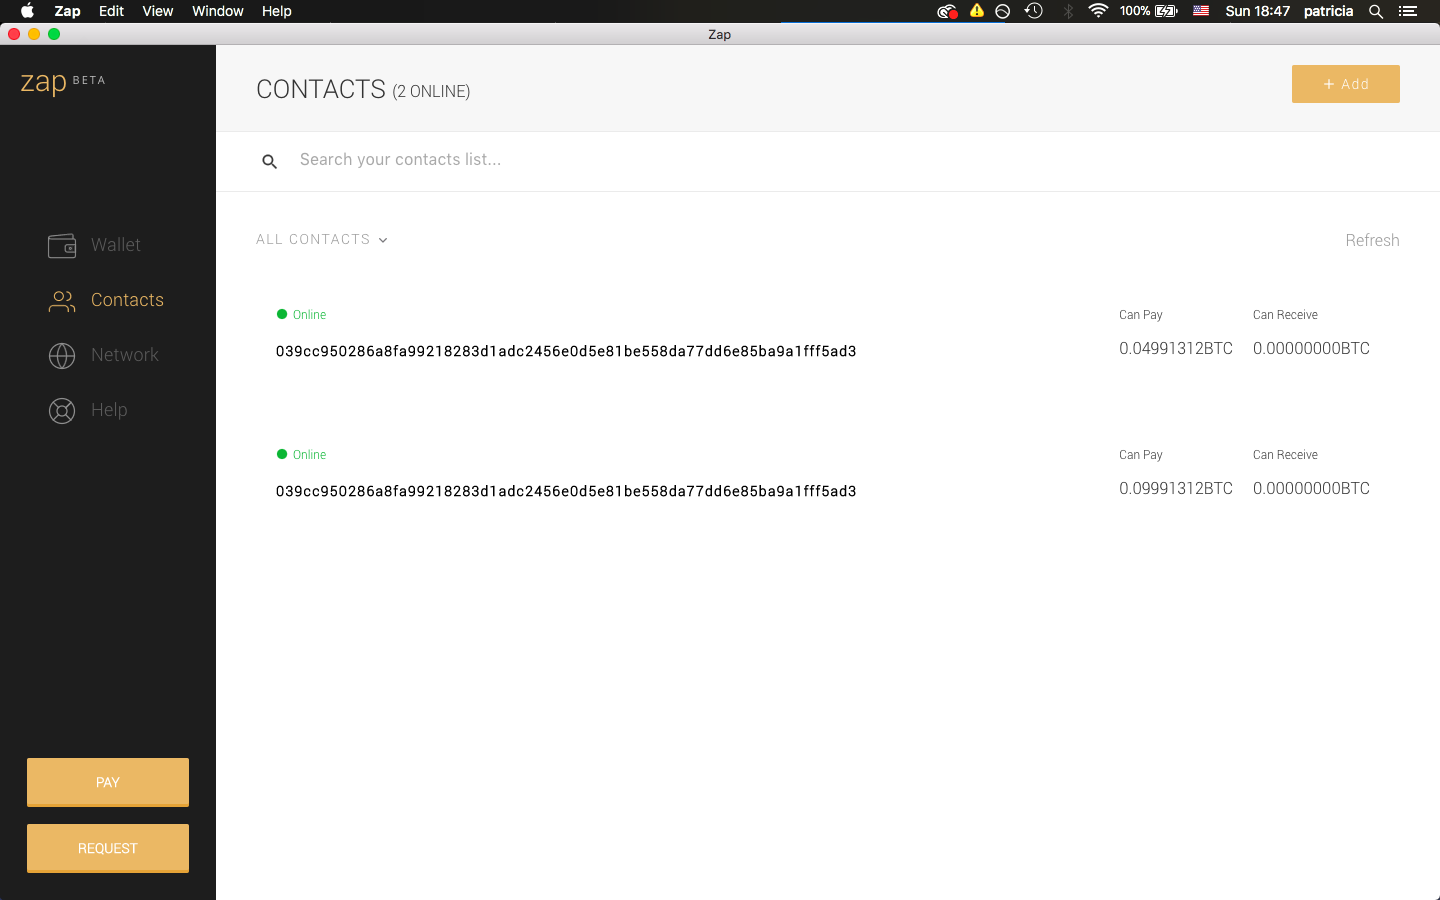 Zap Edit View Window Help 100% Sun 18:47 patricia
Zap
zap BETA
CONTACTS (2 ONLINE)
+ Add
Search your contacts list...
Wallet
Contacts
Network
Help
ALL CONTACTS
Refresh
Online Can Pay Can Receive
039cc950286a8fa99218283d1adc2456e0d5e81be558da77dd6e85ba9a1fff5ad3 0.04991312BTC 0.00000000BTC
Online Can Pay Can Receive
039cc950286a8fa99218283d1adc2456e0d5e81be558da77dd6e85ba9a1fff5ad3 0.09991312BTC 0.00000000BTC
PAY
REQUEST